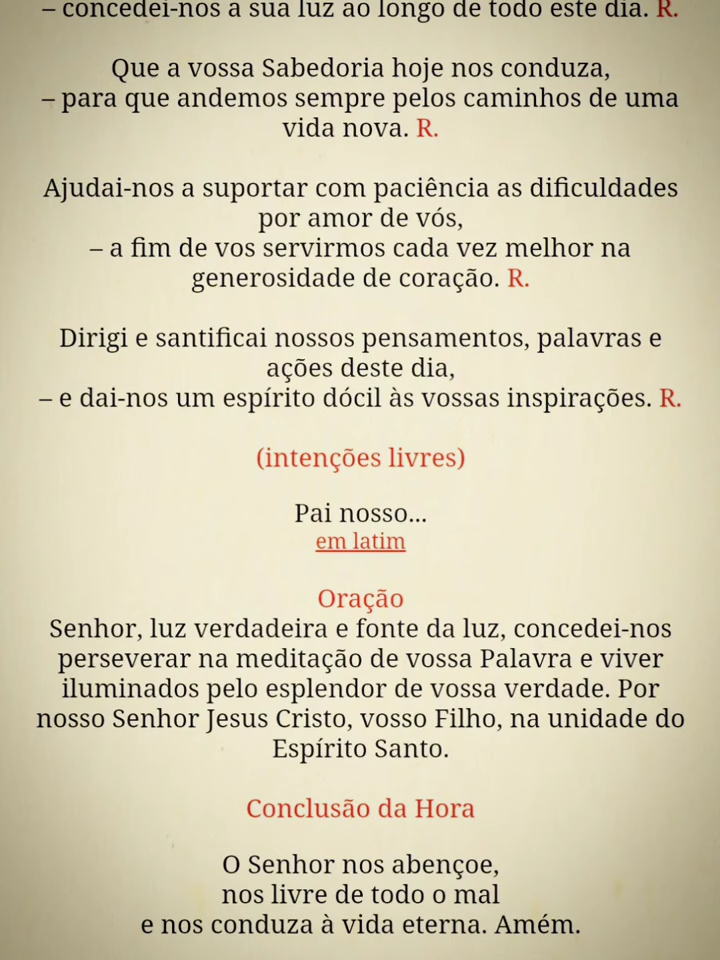 – concedei-nos a sua luz ao longo de todo este dia. R.
Que a vossa Sabedoria hoje nos conduza,
– para que andemos sempre pelos caminhos de uma
vida nova. R.
Ajudai-nos a suportar com paciência as dificuldades
por amor de vós,
– a fim de vos servirmos cada vez melhor na
generosidade de coração. R.
Dirigi e santificai nossos pensamentos, palavras e
ações deste dia,
– e dai-nos um espírito dócil às vossas inspirações. R.
(intenções livres)
Pai nosso...
em latim
Oração
Senhor, luz verdadeira e fonte da luz, concedei-nos
perseverar na meditação de vossa Palavra e viver
iluminados pelo esplendor de vossa verdade. Por
nosso Senhor Jesus Cristo, vosso Filho, na unidade do
Espírito Santo.
Conclusão da Hora
O Senhor nos abençoe,
nos livre de todo o mal
e nos conduza à vida eterna. Amém.